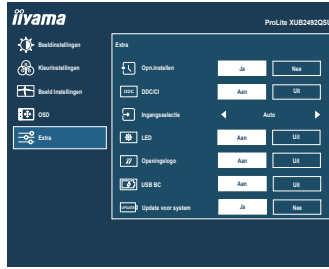 iiyama
ProLite XUB2492QSU
Beeldinstellingen
Kleurinstellingen
Beeid Instellingen
OSD
Extra
Extra
Opn.instellen Ja Nee
DDC DDC/CI Aan Uit
Ingangsselectie Auto
LED Aan Uit
Openingslogo Aan Uit
USB BC Aan Uit
UPDATE Update voor system Ja Nee